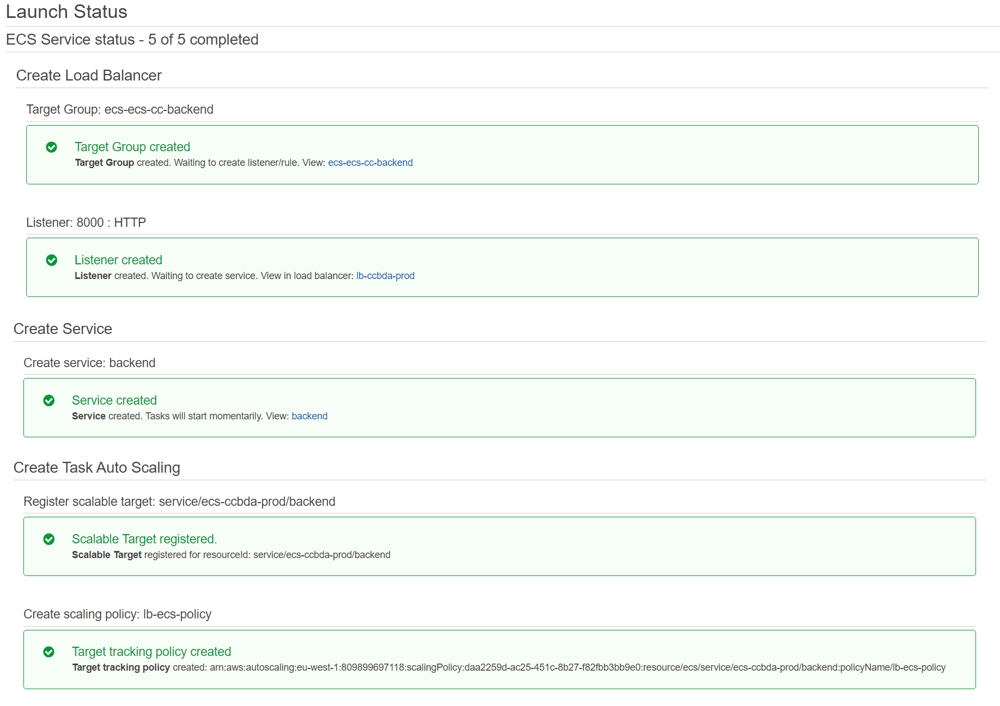 Launch Status
ECS Service status - 5 of 5 completed
Create Load Balancer
Target Group: ecs-ecs-cc-backend
Target Group created
Target Group created. Waiting to create listener/rule. View: ecs-ecs-cc-backend
Listener: 8000 : HTTP
Listener created
Listener created. Waiting to create service. View in load balancer: lb-ccbda-prod
Create Service
Create service: backend
Service created
Service created. Tasks will start momentarily. View: backend
Create Task Auto Scaling
Register scalable target: service/ecs-ccbda-prod/backend
Scalable Target registered.
Scalable Target registered for resourceId: service/ecs-ccbda-prod/backend
Create scaling policy: lb-ecs-policy
Target tracking policy created
Target tracking policy created: arn:aws:autoscaling:eu-west-1:809899697118:scalingPolicy:daa2259d-ac25-451c-8b27-f82fbb3bb9e0:resource/ecs/service/ecs-ccbda-prod/backend:policyName/lb-ecs-policy